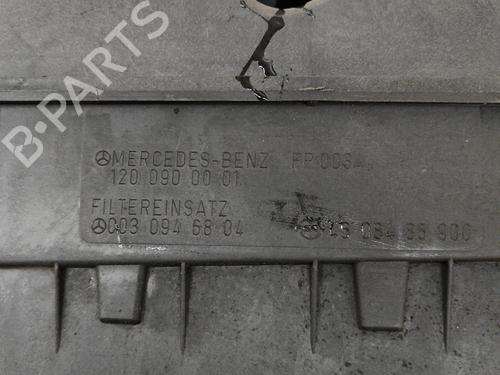 B-PARTS
MERCEDES-BENZ
120 090 00 01
FILTEREINSATZ
003 094 68 04